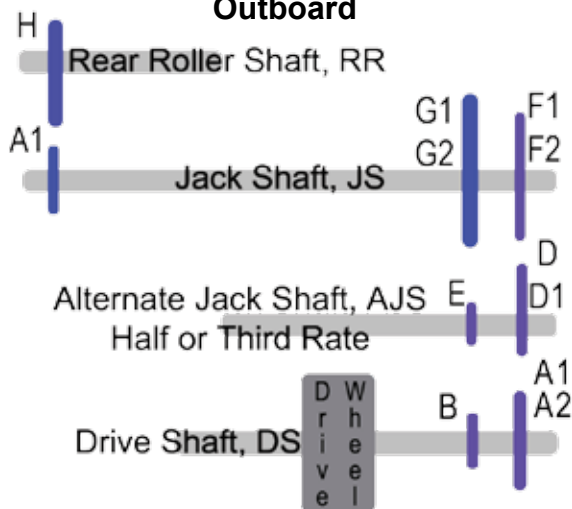 Outboard
H
Rear Roller Shaft, RR
G1 F1
A1
G2 F2
Jack Shaft, JS
D
Alternate Jack Shaft, AJS E D1
Half or Third Rate
A1
B A2
Drive Shaft, DS
Drive Wheel